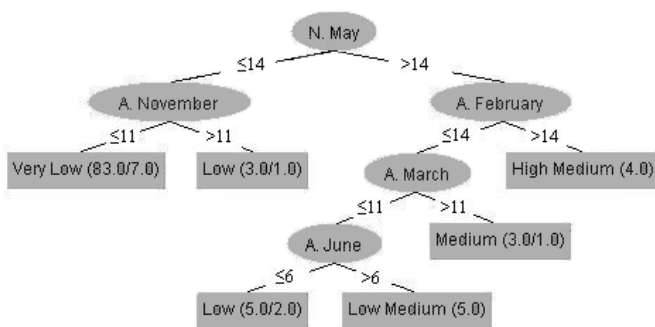 N. May
≤14 >14
A. November A. February
≤11 >11 ≤14 >14
Very Low (83.0/7.0) Low (3.0/1.0) A. March High Medium (4.0)
≤11 >11
A. June Medium (3.0/1.0)
≤6 >6
Low (5.0/2.0) Low Medium (5.0)